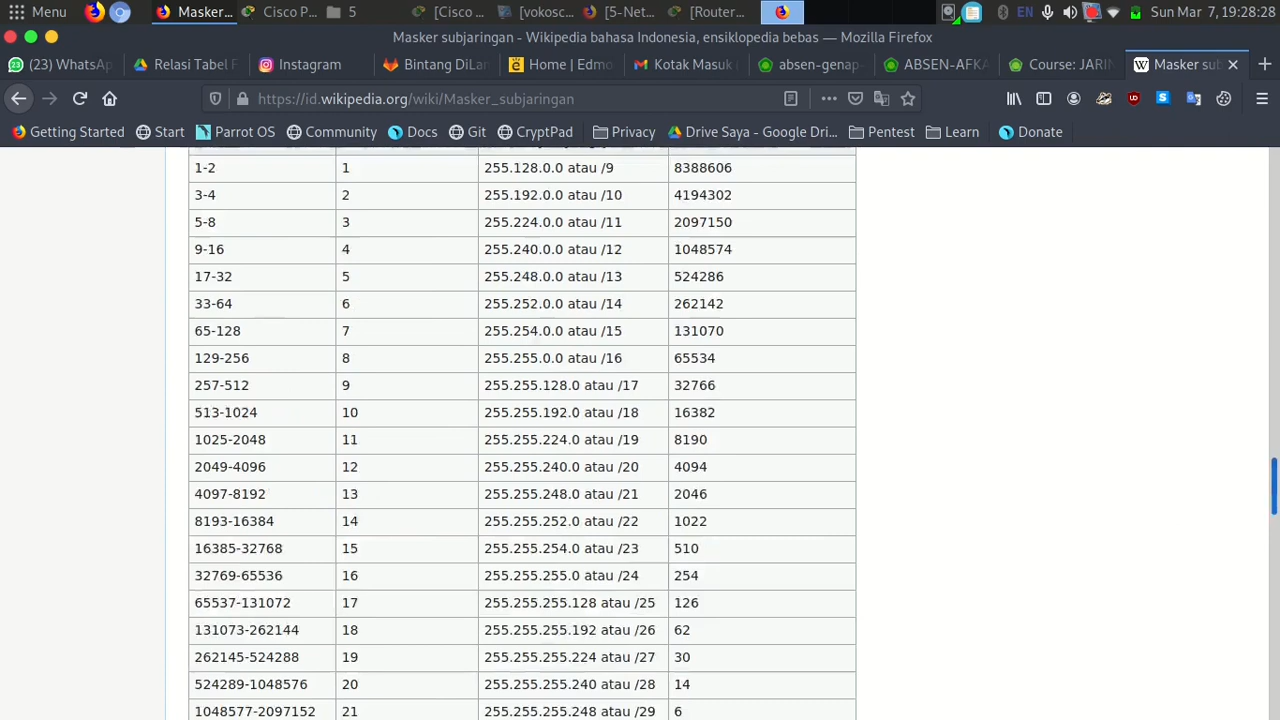 Menu Masker... Cisco P... 5 [Cisco ... [vokosc... [5-Net... [Router... EN Sun Mar 7, 19:28:28
Masker subjaringan - Wikipedia bahasa Indonesia, ensiklopedia bebas — Mozilla Firefox
(23) WhatsAp Relasi Tabel F Instagram Bintang DiLan Home | Edmo Kotak Masuk ( absen-genap- ABSEN-AFKA Course: JARIN W Masker sub
https://id.wikipedia.org/wiki/Masker_subjaringan
Getting Started Start Parrot OS Community Docs Git CryptPad Privacy Drive Saya - Google Dri... Pentest Learn Donate
1-2 1 255.128.0.0 atau /9 8388606
3-4 2 255.192.0.0 atau /10 4194302
5-8 3 255.224.0.0 atau /11 2097150
9-16 4 255.240.0.0 atau /12 1048574
17-32 5 255.248.0.0 atau /13 524286
33-64 6 255.252.0.0 atau /14 262142
65-128 7 255.254.0.0 atau /15 131070
129-256 8 255.255.0.0 atau /16 65534
257-512 9 255.255.128.0 atau /17 32766
513-1024 10 255.255.192.0 atau /18 16382
1025-2048 11 255.255.224.0 atau /19 8190
2049-4096 12 255.255.240.0 atau /20 4094
4097-8192 13 255.255.248.0 atau /21 2046
8193-16384 14 255.255.252.0 atau /22 1022
16385-32768 15 255.255.254.0 atau /23 510
32769-65536 16 255.255.255.0 atau /24 254
65537-131072 17 255.255.255.128 atau /25 126
131073-262144 18 255.255.255.192 atau /26 62
262145-524288 19 255.255.255.224 atau /27 30
524289-1048576 20 255.255.255.240 atau /28 14
1048577-2097152 21 255.255.255.248 atau /29 6